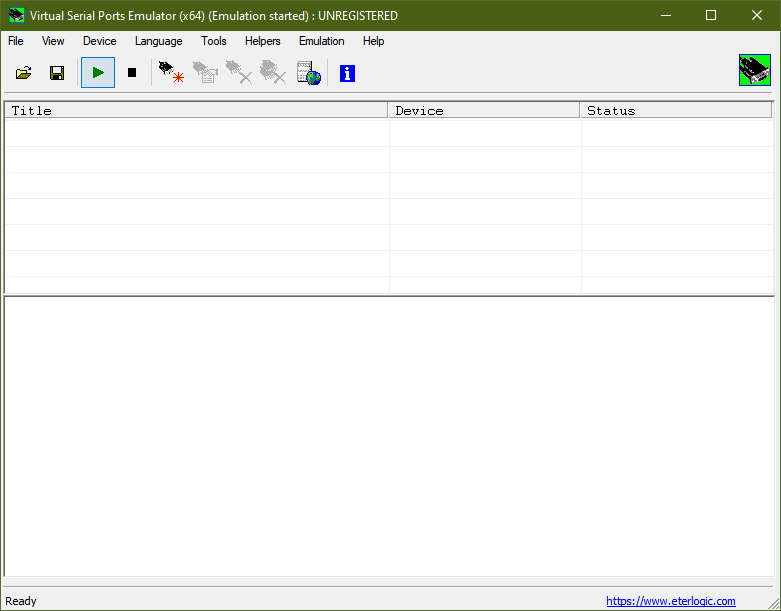 Virtual Serial Ports Emulator (x64) (Emulation started) : UNREGISTERED
File View Device Language Tools Helpers Emulation Help
Title Device Status
Ready https://www.eterlogic.com